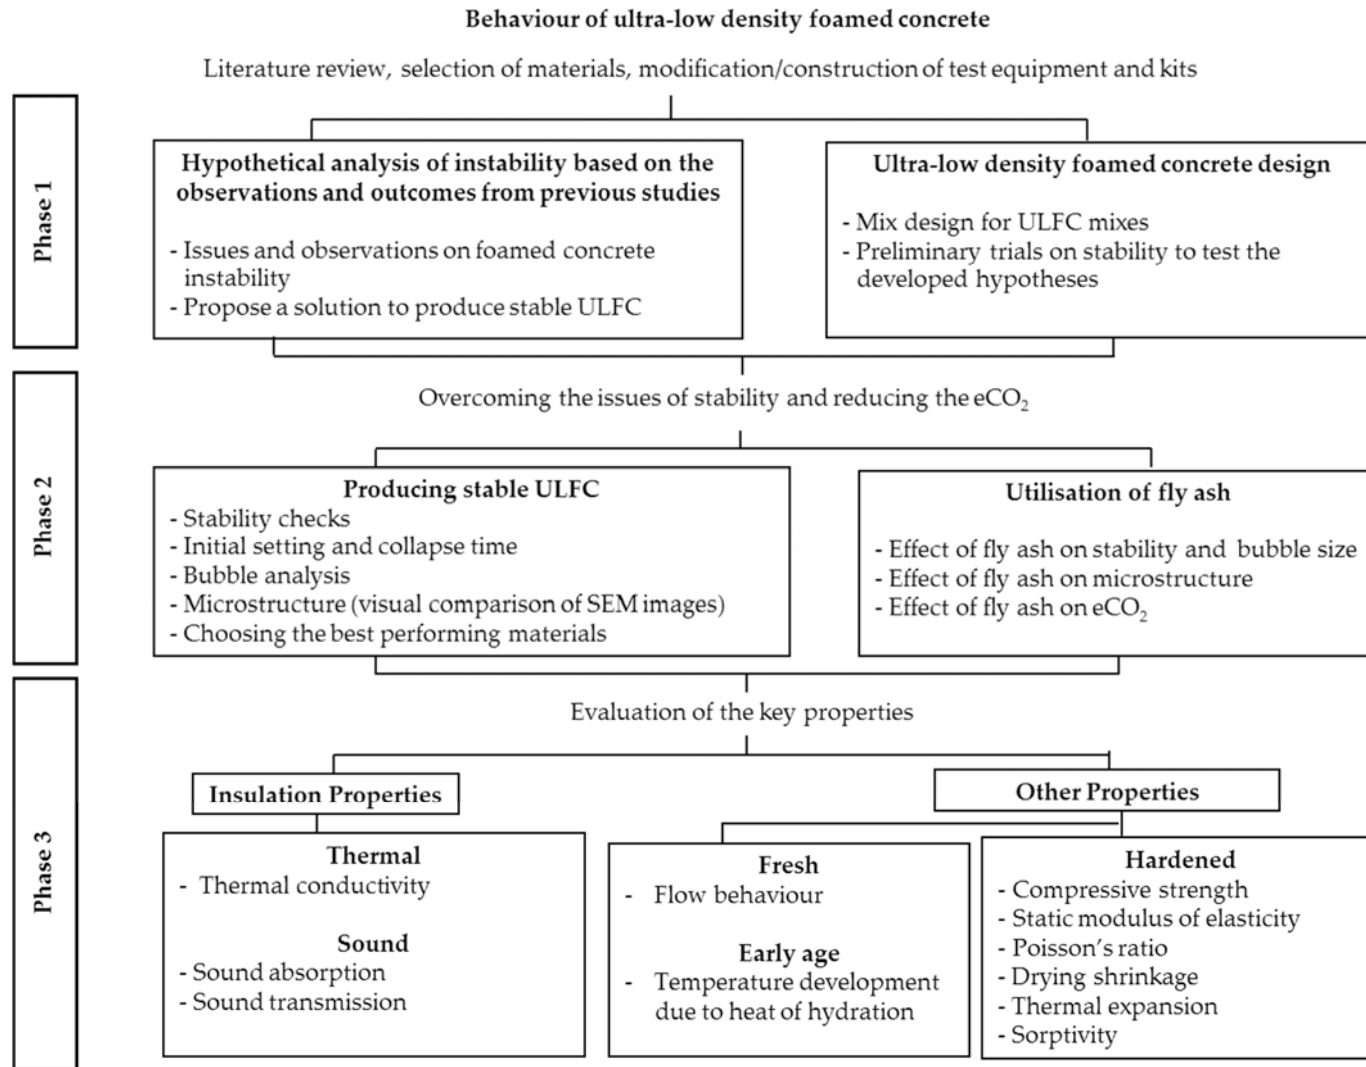 Behaviour of ultra-low density foamed concrete
Literature review, selection of materials, modification/construction of test equipment and kits
Phase 1
Hypothetical analysis of instability based on the
observations and outcomes from previous studies
- Issues and observations on foamed concrete
instability
- Propose a solution to produce stable ULFC
Ultra-low density foamed concrete design
- Mix design for ULFC mixes
- Preliminary trials on stability to test the
developed hypotheses
Phase 2
Overcoming the issues of stability and reducing the eCO₂
Producing stable ULFC
- Stability checks
- Initial setting and collapse time
- Bubble analysis
- Microstructure (visual comparison of SEM images)
- Choosing the best performing materials
Utilisation of fly ash
- Effect of fly ash on stability and bubble size
- Effect of fly ash on microstructure
- Effect of fly ash on eCO₂
Phase 3
Evaluation of the key properties
Insulation Properties
Thermal
- Thermal conductivity
Sound
- Sound absorption
- Sound transmission
Other Properties
Fresh
- Flow behaviour
Early age
- Temperature development
due to heat of hydration
Hardened
- Compressive strength
- Static modulus of elasticity
- Poisson's ratio
- Drying shrinkage
- Thermal expansion
- Sorptivity